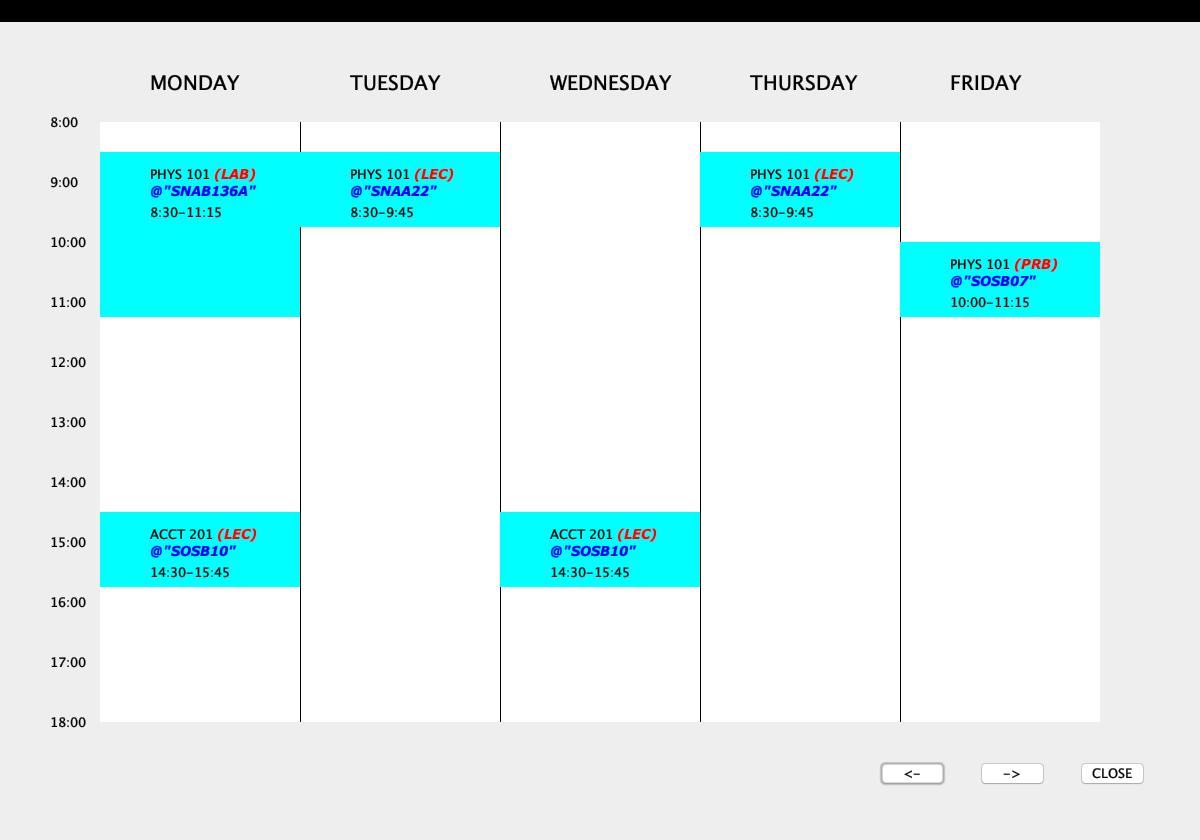 MONDAY TUESDAY WEDNESDAY THURSDAY FRIDAY
8:00
PHYS 101 (LAB) PHYS 101 (LEC) PHYS 101 (LEC)
9:00 @"SNAB136A" @"SNAA22" @"SNAA22"
8:30-11:15 8:30-9:45 8:30-9:45
10:00
PHYS 101 (PRB)
@"SOSB07"
11:00 10:00-11:15
12:00
13:00
14:00
ACCT 201 (LEC) ACCT 201 (LEC)
15:00 @"SOSB10" @"SOSB10"
14:30-15:45 14:30-15:45
16:00
17:00
18:00
<- -> CLOSE